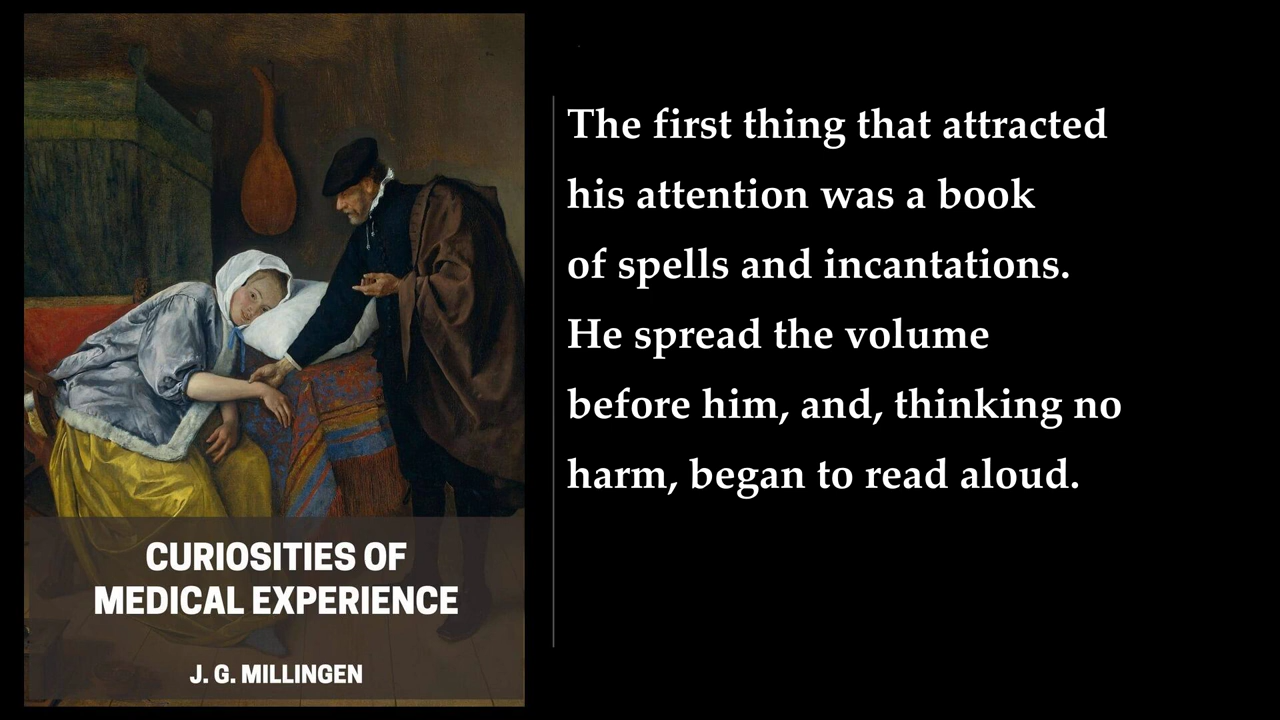 The first thing that attracted
his attention was a book
of spells and incantations.
He spread the volume
before him, and, thinking no
harm, began to read aloud.
CURIOSITIES OF
MEDICAL EXPERIENCE
J. G. MILLINGEN